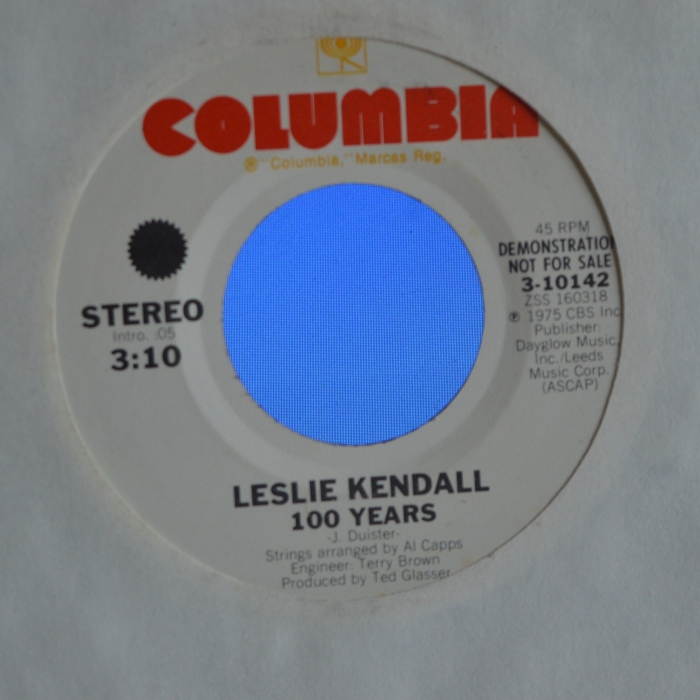 COLUMBIA
®"Columbia," Marcas Reg.
STEREO
Intro. :05
3:10
45 RPM
DEMONSTRATION
NOT FOR SALE
3-10142
ZSS 160318
℗ 1975 CBS Inc.
Publisher:
Dayglow Music,
Inc./Leeds
Music Corp.
(ASCAP)
LESLIE KENDALL
100 YEARS
-J. Duister-
Strings arranged by Al Capps
Engineer: Terry Brown
Produced by Ted Glasser